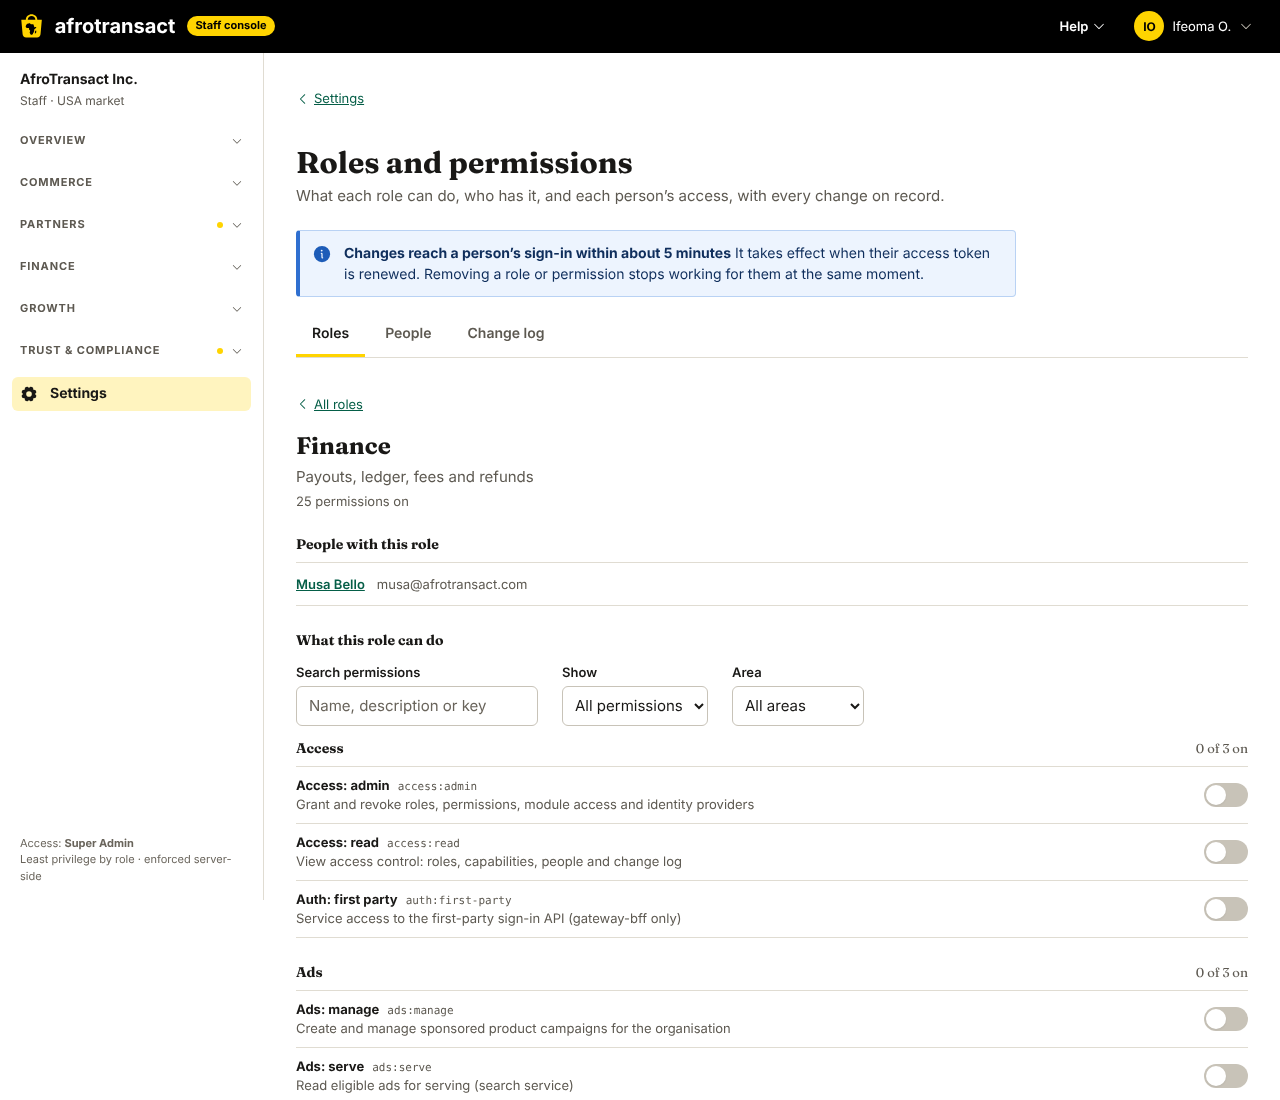 afrotransact Staff console Help IO Ifeoma O.
AfroTransact Inc.
Staff · USA market
OVERVIEW
COMMERCE
PARTNERS
FINANCE
GROWTH
TRUST & COMPLIANCE
Settings
Access: Super Admin
Least privilege by role · enforced server-
side
Settings
Roles and permissions
What each role can do, who has it, and each person’s access, with every change on record.
Changes reach a person’s sign-in within about 5 minutes It takes effect when their access token
is renewed. Removing a role or permission stops working for them at the same moment.
Roles People Change log
All roles
Finance
Payouts, ledger, fees and refunds
25 permissions on
People with this role
Musa Bello musa@afrotransact.com
What this role can do
Search permissions Show Area
Name, description or key All permissions All areas
Access 0 of 3 on
Access: admin access:admin
Grant and revoke roles, permissions, module access and identity providers
Access: read access:read
View access control: roles, capabilities, people and change log
Auth: first party auth:first-party
Service access to the first-party sign-in API (gateway-bff only)
Ads 0 of 3 on
Ads: manage ads:manage
Create and manage sponsored product campaigns for the organisation
Ads: serve ads:serve
Read eligible ads for serving (search service)